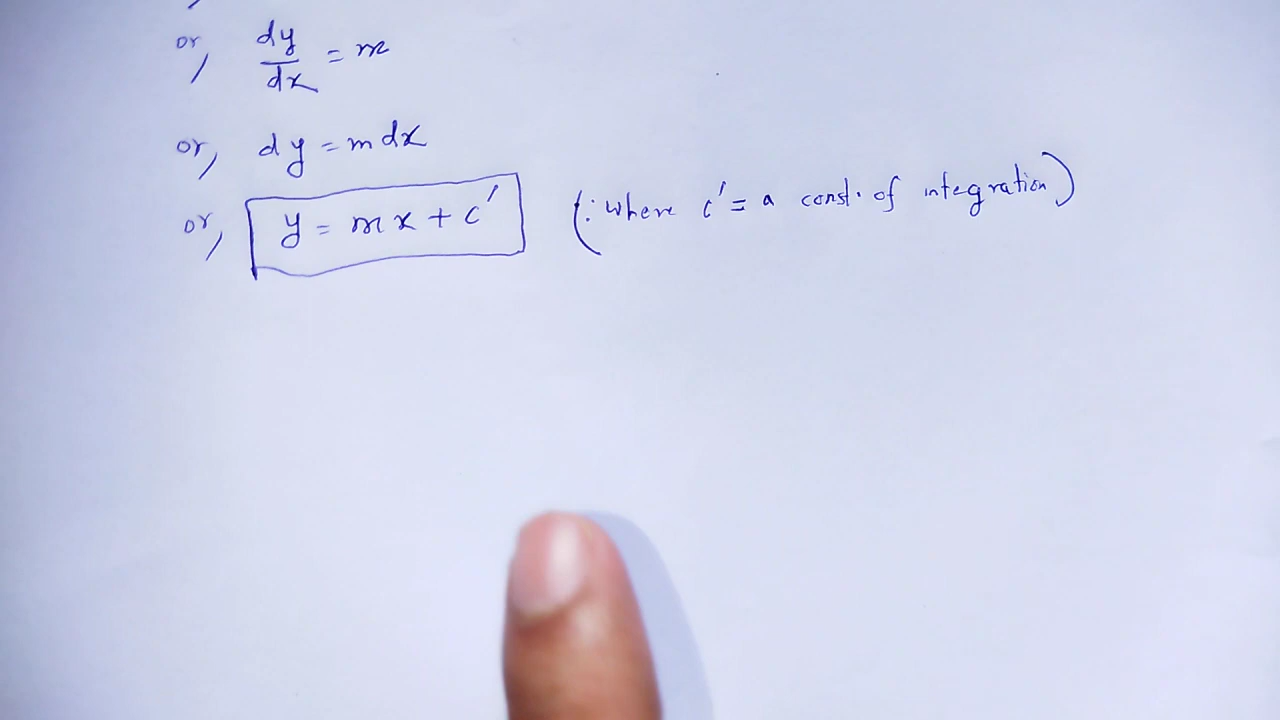 or, dy/dx = m
or, dy = m dx
or, y = mx + c' (: where c' = a const. of integration)